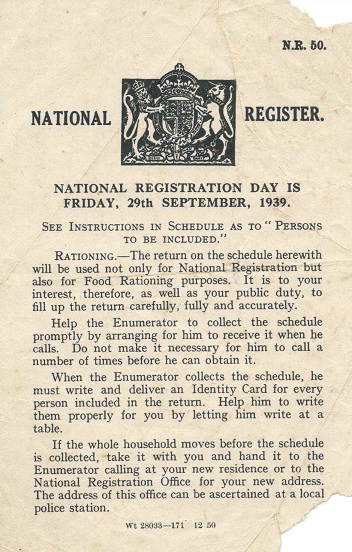 N.R. 50.
NATIONAL REGISTER.
NATIONAL REGISTRATION DAY IS
FRIDAY, 29th SEPTEMBER, 1939.
SEE INSTRUCTIONS IN SCHEDULE AS TO "PERSONS
TO BE INCLUDED."
RATIONING.—The return on the schedule herewith
will be used not only for National Registration but
also for Food Rationing purposes. It is to your
interest, therefore, as well as your public duty, to
fill up the return carefully, fully and accurately.
Help the Enumerator to collect the schedule
promptly by arranging for him to receive it when he
calls. Do not make it necessary for him to call a
number of times before he can obtain it.
When the Enumerator collects the schedule, he
must write and deliver an Identity Card for every
person included in the return. Help him to write
them properly for you by letting him write at a
table.
If the whole household moves before the schedule
is collected, take it with you and hand it to the
Enumerator calling at your new residence or to the
National Registration Office for your new address.
The address of this office can be ascertained at a local
police station.
Wt 28033—171 12 50